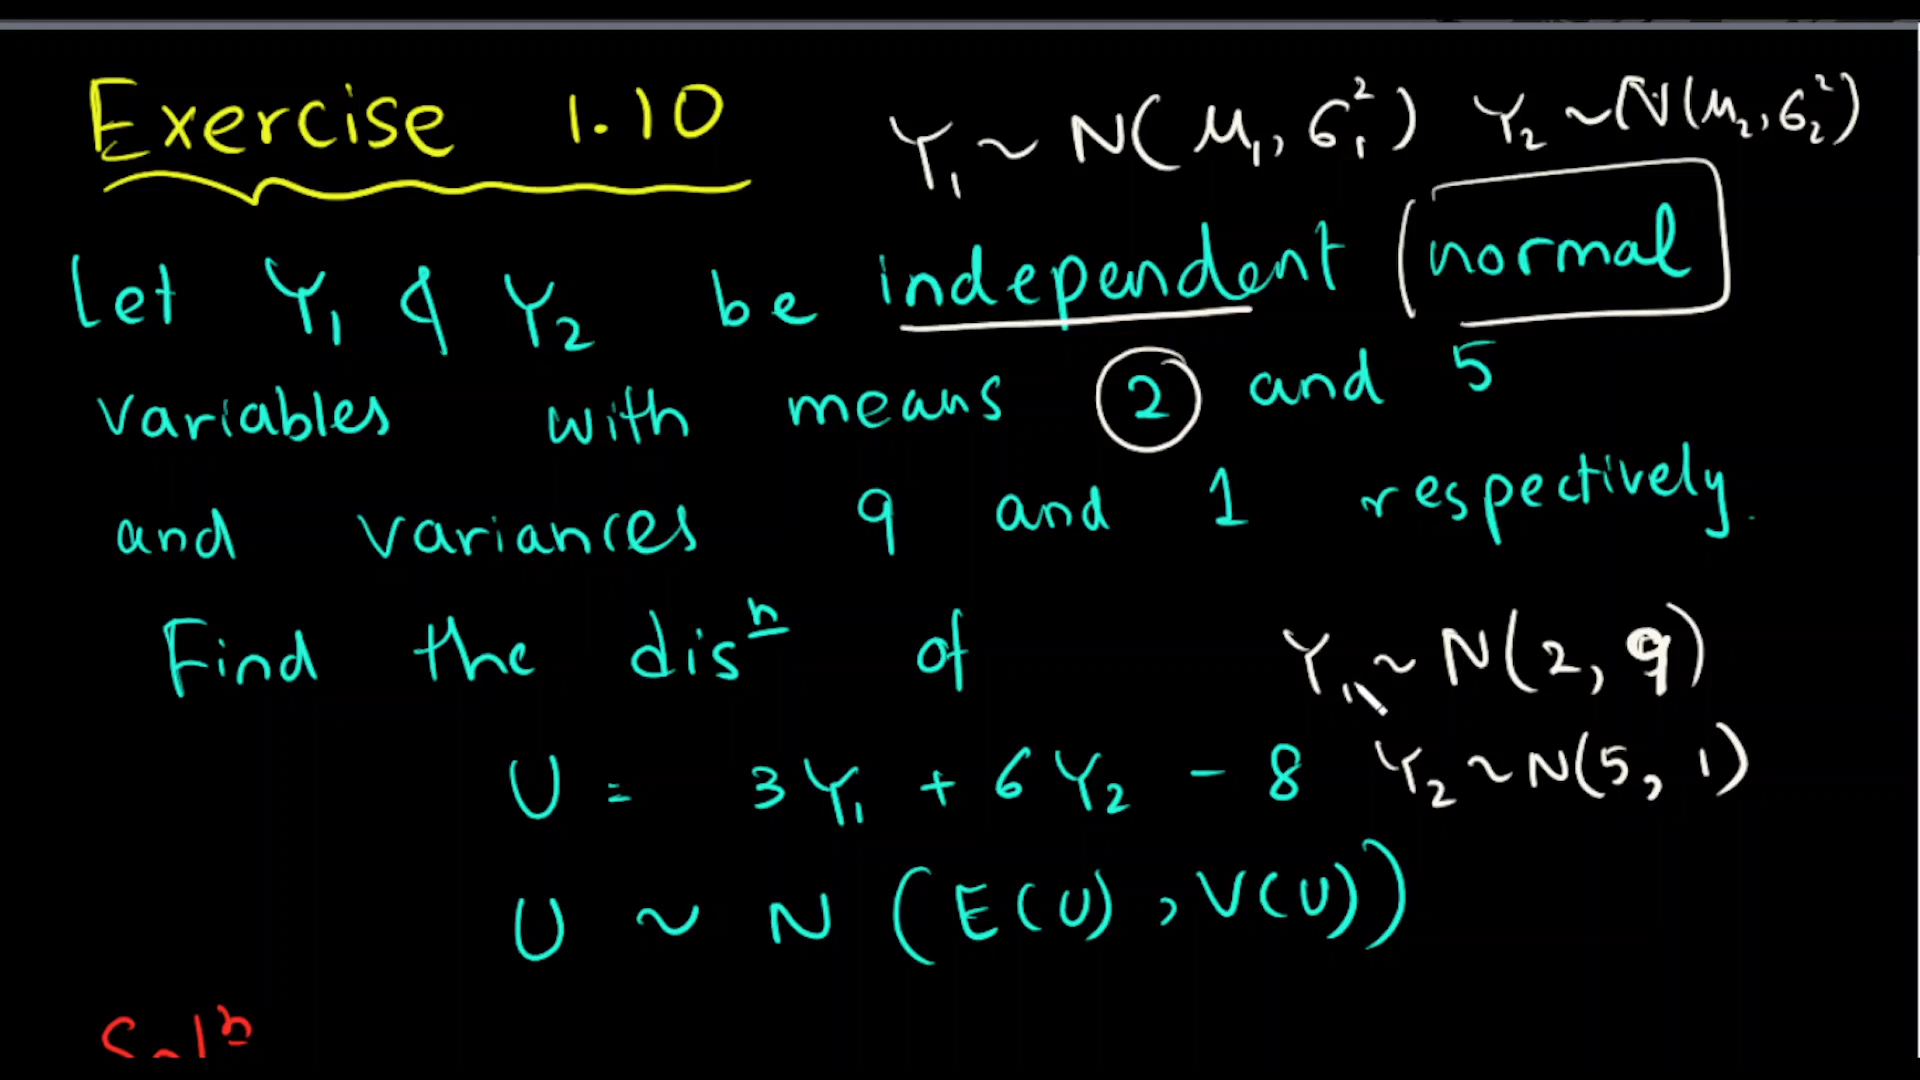 Exercise 1.10
Y₁ ~ N(μ₁, σ₁²) Y₂ ~ N(μ₂, σ₂²)
Let Y₁ & Y₂ be independent normal
variables with means 2 and 5
and variances 9 and 1 respectively.
Find the disⁿ of
Y₁ ~ N(2, 9)
U = 3Y₁ + 6Y₂ - 8
Y₂ ~ N(5, 1)
U ~ N (E(U), V(U))
Solⁿ